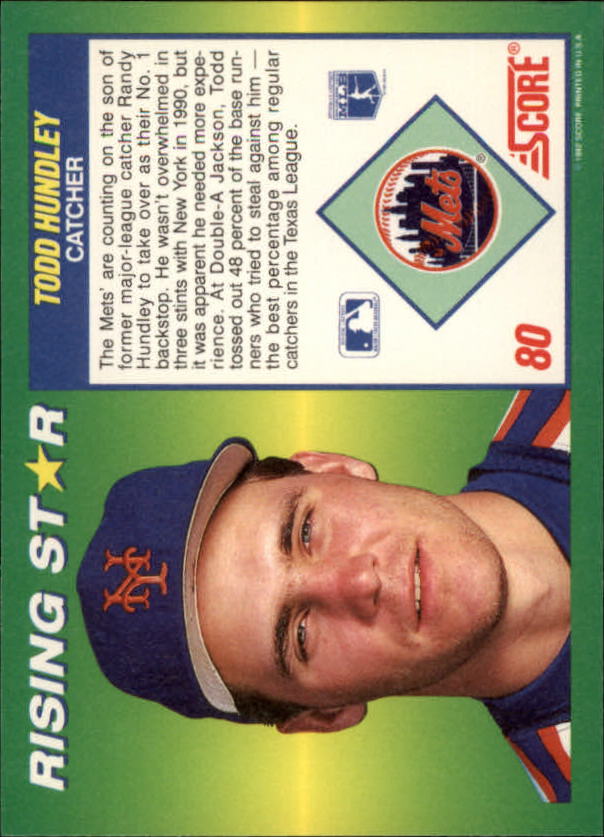 RISING ST★R
TODD HUNDLEY
CATCHER
The Mets' are counting on the son of
former major-league catcher Randy
Hundley to take over as their No. 1
backstop. He wasn't overwhelmed in
three stints with New York in 1990, but
it was apparent he needed more expe-
rience. At Double-A Jackson, Todd
tossed out 48 percent of the base run-
ners who tried to steal against him —
the best percentage among regular
catchers in the Texas League.
Mets
®
SCORE®
80
NY
© 1992 SCORE PRINTED IN U.S.A.